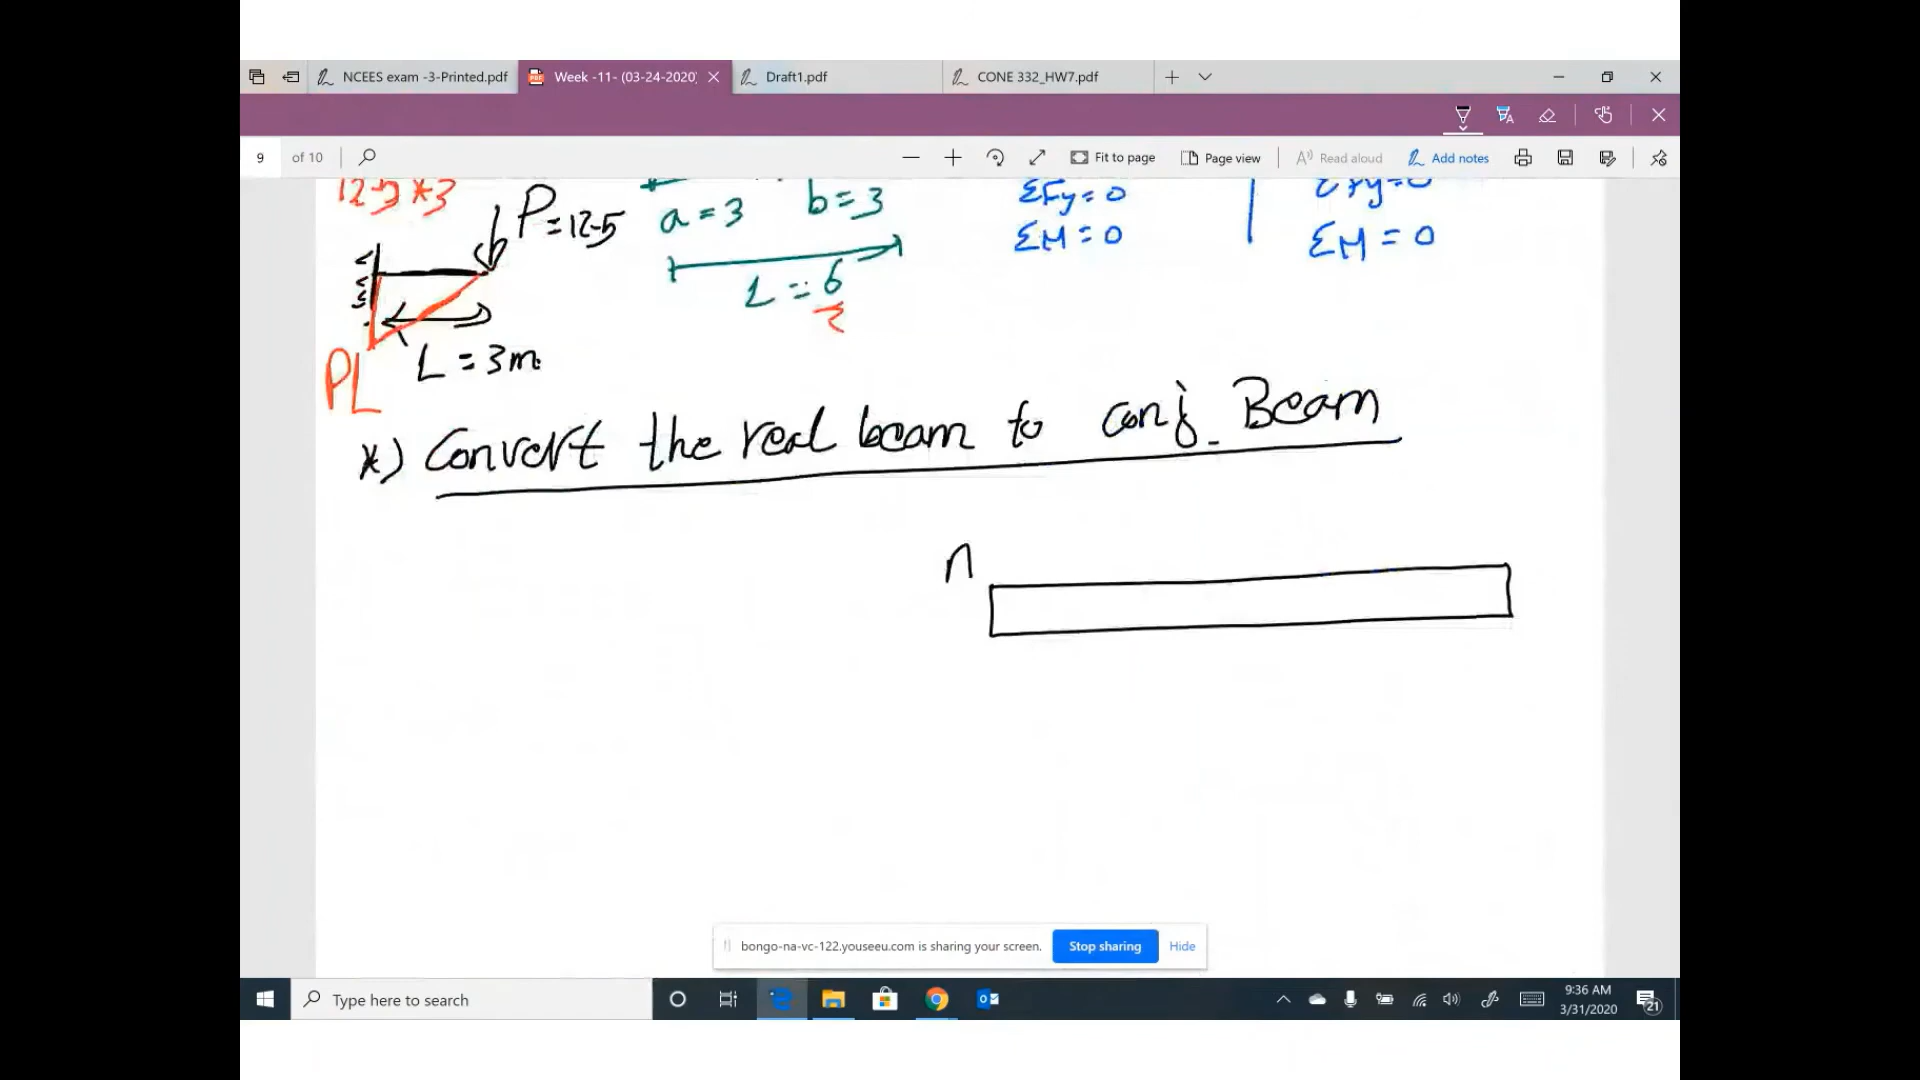 NCEES exam -3-Printed.pdf
Week -11- (03-24-2020)
Draft1.pdf
CONE 332_HW7.pdf
9 of 10
Fit to page
Page view
Read aloud
Add notes
12-5 *3
P = 12-5
a = 3
b = 3
ΣFy = 0
ΣFy = 0
ΣM = 0
ΣM = 0
L = 6
L = 3m
PL
*) Convert the real beam to conj. Beam
bongo-na-vc-122.youseeu.com is sharing your screen.
Stop sharing
Hide
Type here to search
9:36 AM
3/31/2020
21